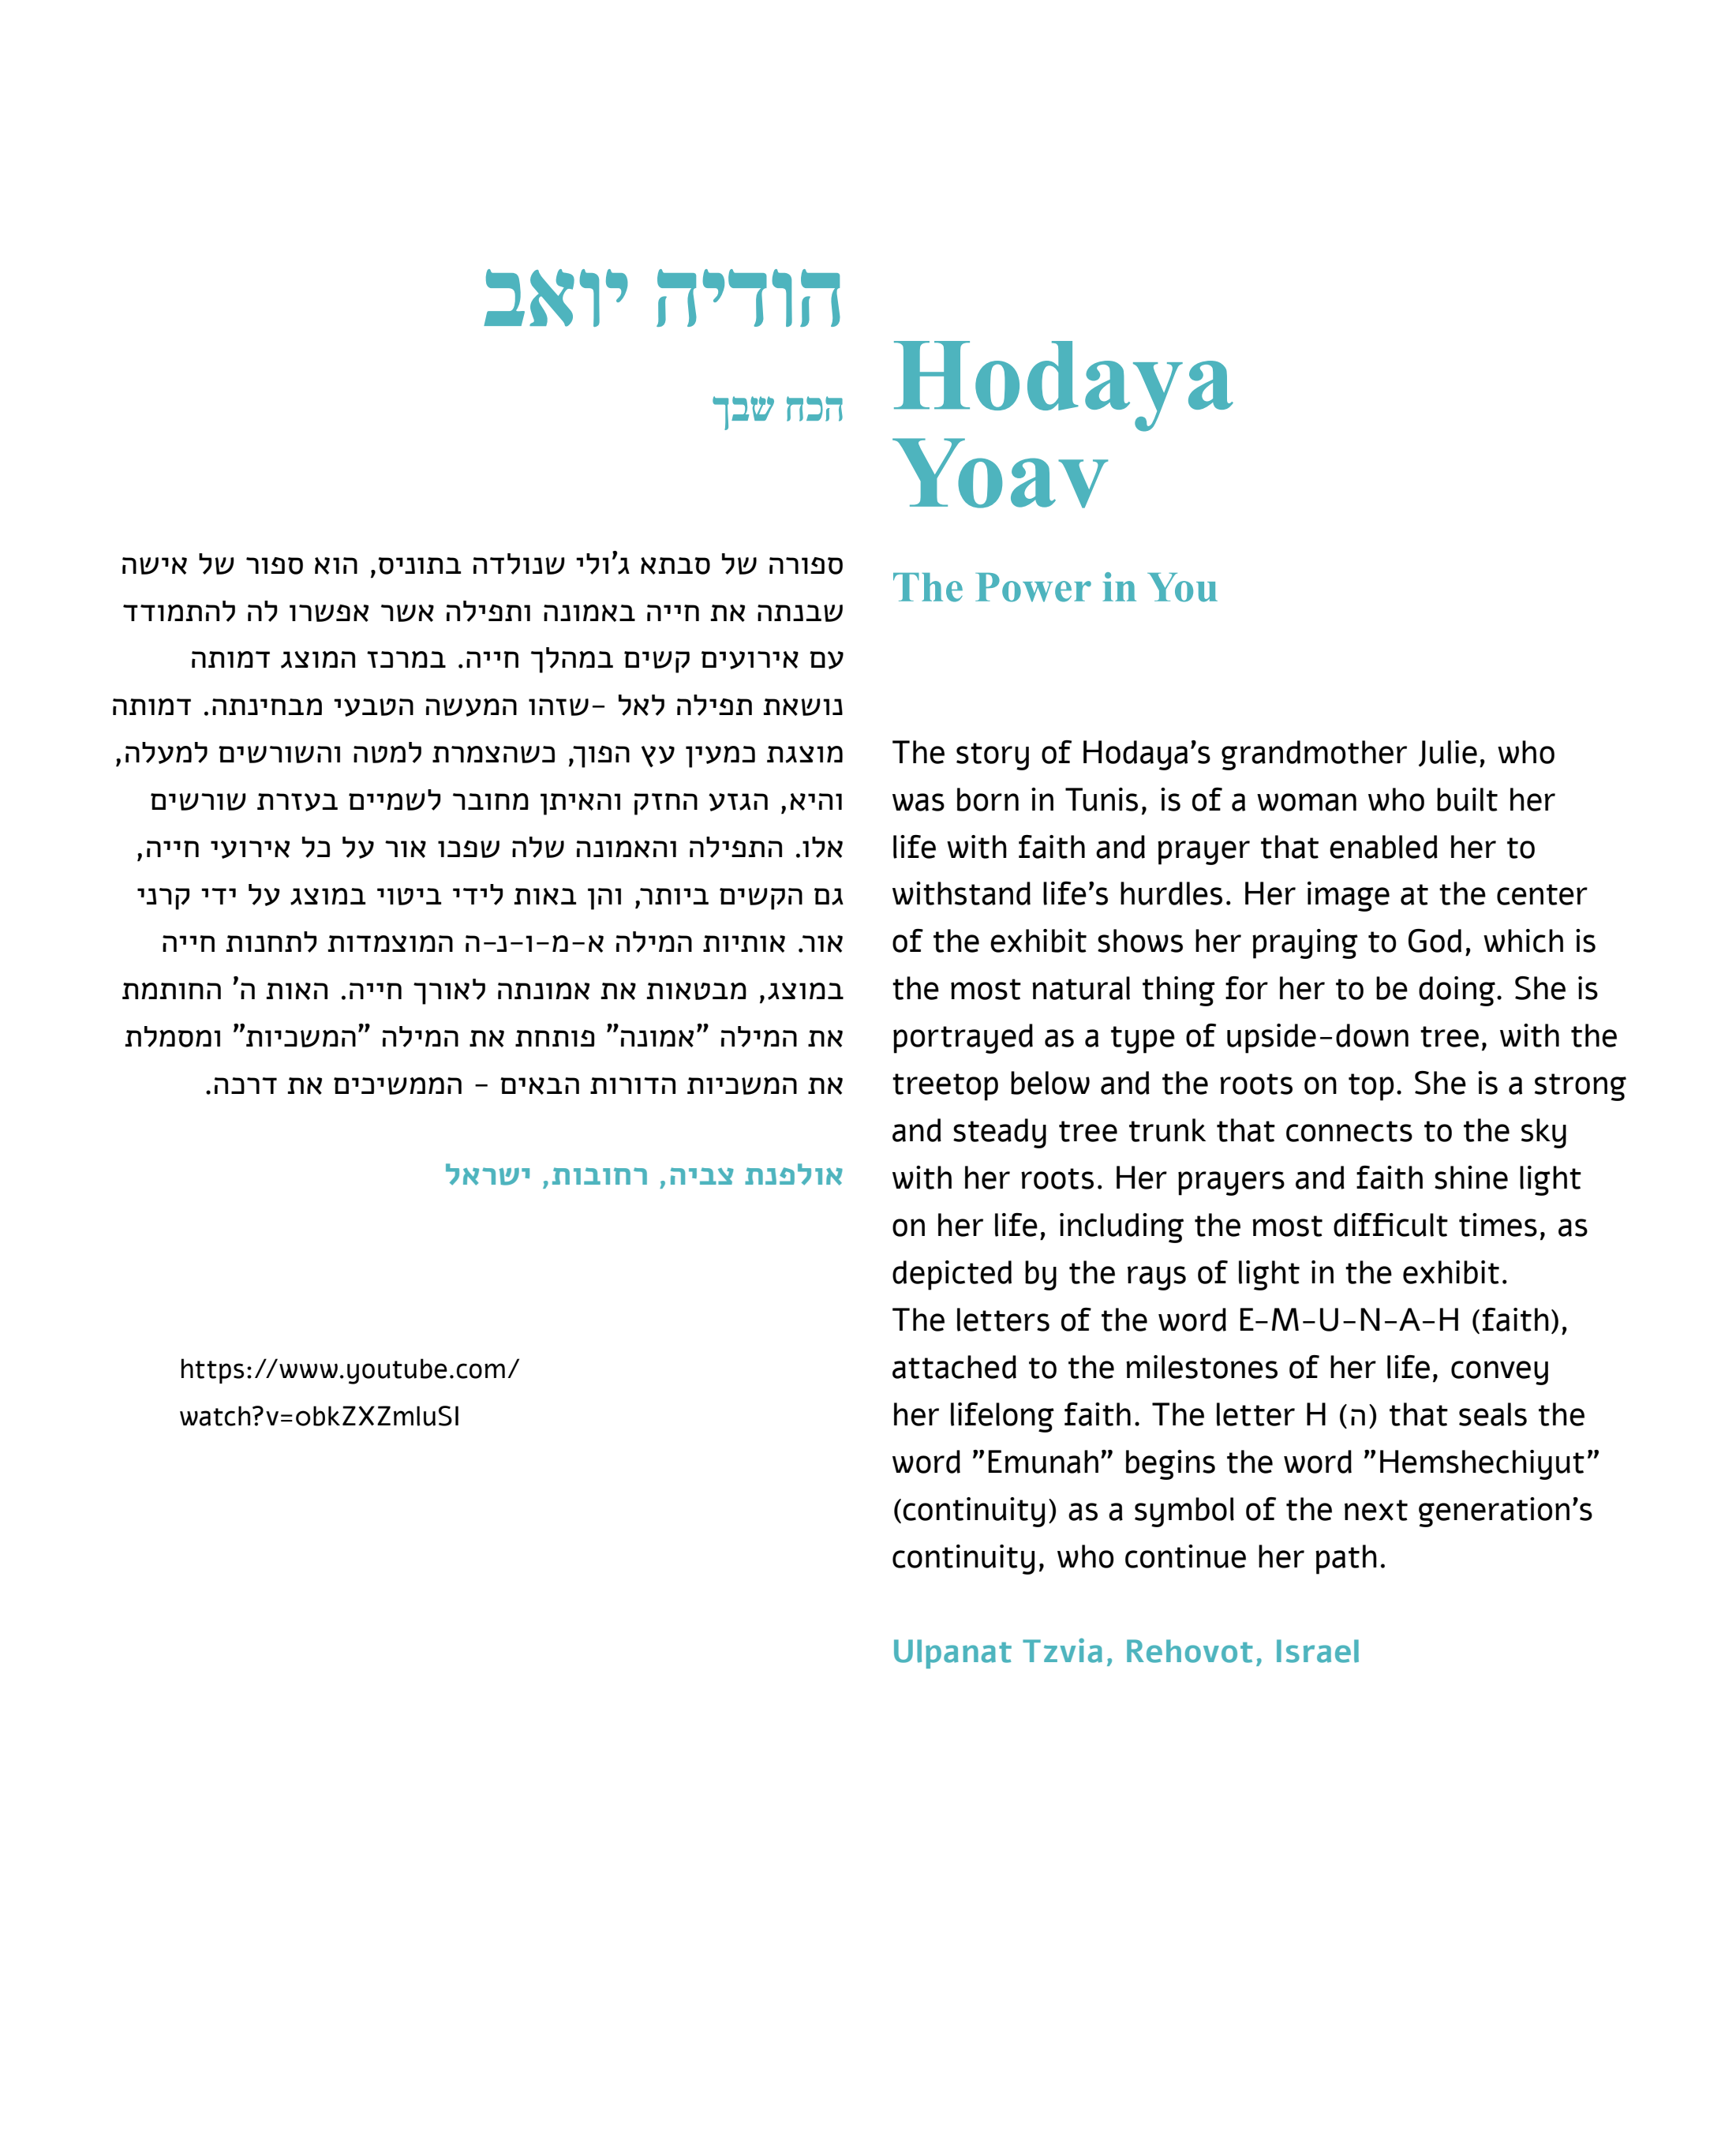 הודיה יואב
הכח שבך
ספורה של סבתא ג'ולי שנולדה בתוניס, הוא ספור של אישה
שבנתה את חייה באמונה ותפילה אשר אפשרו לה להתמודד
עם אירועים קשים במהלך חייה. במרכז המוצג דמותה
נושאת תפילה לאל -שזהו המעשה הטבעי מבחינתה. דמותה
מוצגת כמעין עץ הפוך, כשהצמרת למטה והשורשים למעלה,
והיא, הגזע החזק והאיתן מחובר לשמיים בעזרת שורשים
אלו. התפילה והאמונה שלה שפכו אור על כל אירועי חייה,
גם הקשים ביותר, והן באות לידי ביטוי במוצג על ידי קרני
אור. אותיות המילה א-מ-ו-נ-ה המוצמדות לתחנות חייה
במוצג, מבטאות את אמונתה לאורך חייה. האות ה' החותמת
את המילה "אמונה" פותחת את המילה "המשכיות" ומסמלת
את המשכיות הדורות הבאים - הממשיכים את דרכה.
אולפנת צביה, רחובות, ישראל
https://www.youtube.com/
watch?v=obkZXZmluSI
Hodaya
Yoav
The Power in You
The story of Hodaya's grandmother Julie, who
was born in Tunis, is of a woman who built her
life with faith and prayer that enabled her to
withstand life's hurdles. Her image at the center
of the exhibit shows her praying to God, which is
the most natural thing for her to be doing. She is
portrayed as a type of upside-down tree, with the
treetop below and the roots on top. She is a strong
and steady tree trunk that connects to the sky
with her roots. Her prayers and faith shine light
on her life, including the most difficult times, as
depicted by the rays of light in the exhibit.
The letters of the word E-M-U-N-A-H (faith),
attached to the milestones of her life, convey
her lifelong faith. The letter H (ה) that seals the
word "Emunah" begins the word "Hemshechiyut"
(continuity) as a symbol of the next generation's
continuity, who continue her path.
Ulpanat Tzvia, Rehovot, Israel